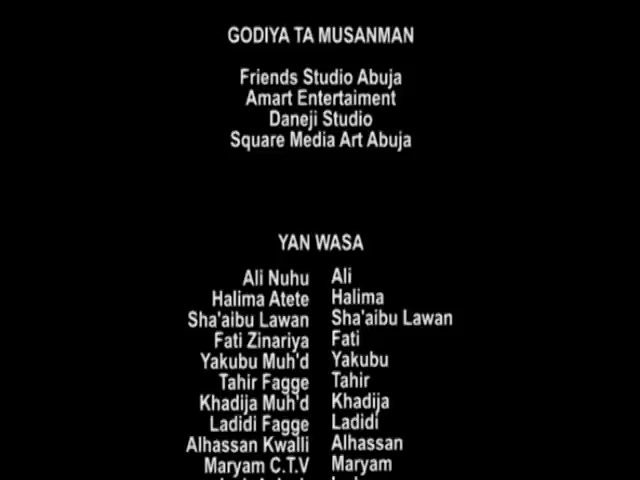 GODIYA TA MUSANMAN
Friends Studio Abuja
Amart Entertaiment
Daneji Studio
Square Media Art Abuja
YAN WASA
Ali Nuhu Ali
Halima Atete Halima
Sha'aibu Lawan Sha'aibu Lawan
Fati Zinariya Fati
Yakubu Muh'd Yakubu
Tahir Fagge Tahir
Khadija Muh'd Khadija
Ladidi Fagge Ladidi
Alhassan Kwalli Alhassan
Maryam C.T.V Maryam